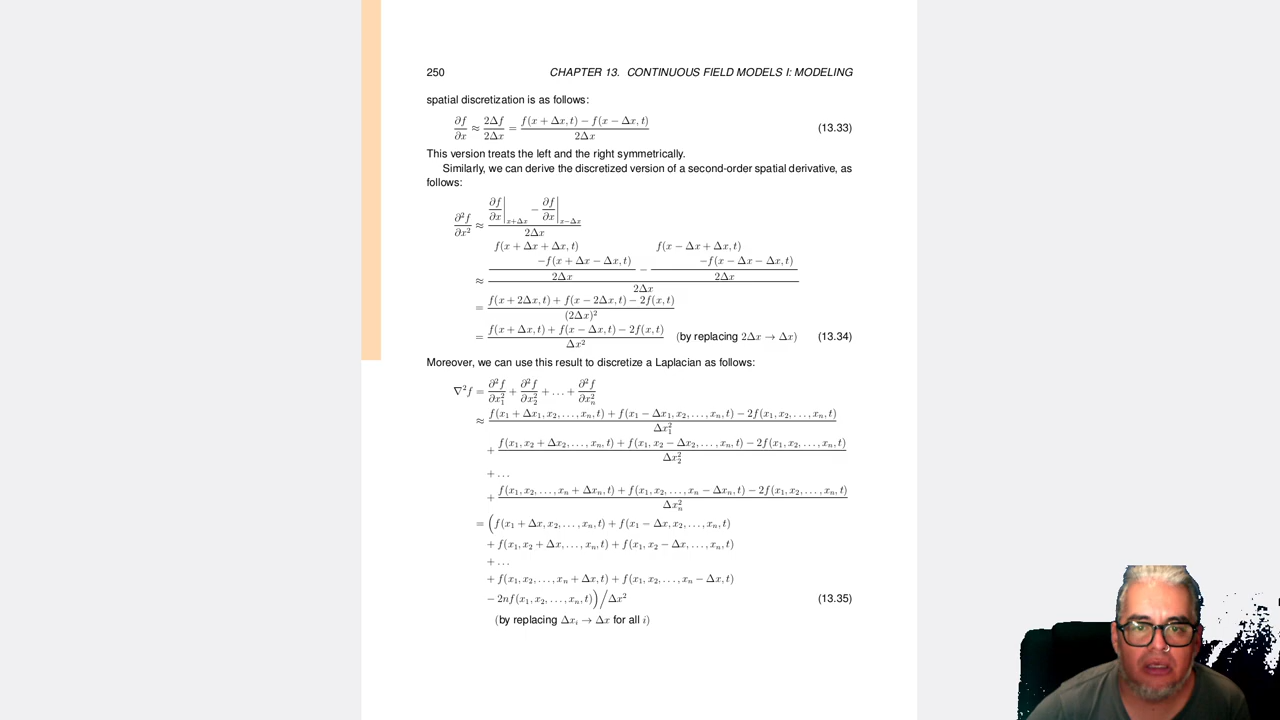 250 CHAPTER 13. CONTINUOUS FIELD MODELS I: MODELING
spatial discretization is as follows:
∂f/∂x ≈ 2Δf/2Δx = (f(x + Δx, t) − f(x − Δx, t))/2Δx (13.33)
This version treats the left and the right symmetrically.
Similarly, we can derive the discretized version of a second-order spatial derivative, as
follows:
∂²f/∂x² ≈ (∂f/∂x|x+Δx − ∂f/∂x|x−Δx)/2Δx
≈ ((f(x + Δx + Δx, t) −f(x + Δx − Δx, t))/2Δx − (f(x − Δx + Δx, t) −f(x − Δx − Δx, t))/2Δx)/2Δx
= (f(x + 2Δx, t) + f(x − 2Δx, t) − 2f(x, t))/(2Δx)²
= (f(x + Δx, t) + f(x − Δx, t) − 2f(x, t))/Δx² (by replacing 2Δx → Δx) (13.34)
Moreover, we can use this result to discretize a Laplacian as follows:
∇²f = ∂²f/∂x₁² + ∂²f/∂x₂² + . . . + ∂²f/∂xₙ²
≈ (f(x₁ + Δx₁, x₂, . . . , xₙ, t) + f(x₁ − Δx₁, x₂, . . . , xₙ, t) − 2f(x₁, x₂, . . . , xₙ, t))/Δx₁²
+ (f(x₁, x₂ + Δx₂, . . . , xₙ, t) + f(x₁, x₂ − Δx₂, . . . , xₙ, t) − 2f(x₁, x₂, . . . , xₙ, t))/Δx₂²
+ . . .
+ (f(x₁, x₂, . . . , xₙ + Δxₙ, t) + f(x₁, x₂, . . . , xₙ − Δxₙ, t) − 2f(x₁, x₂, . . . , xₙ, t))/Δxₙ²
= (f(x₁ + Δx, x₂, . . . , xₙ, t) + f(x₁ − Δx, x₂, . . . , xₙ, t)
+ f(x₁, x₂ + Δx, . . . , xₙ, t) + f(x₁, x₂ − Δx, . . . , xₙ, t)
+ . . .
+ f(x₁, x₂, . . . , xₙ + Δx, t) + f(x₁, x₂, . . . , xₙ − Δx, t)
− 2nf(x₁, x₂, . . . , xₙ, t))/Δx² (13.35)
(by replacing Δxᵢ → Δx for all i)